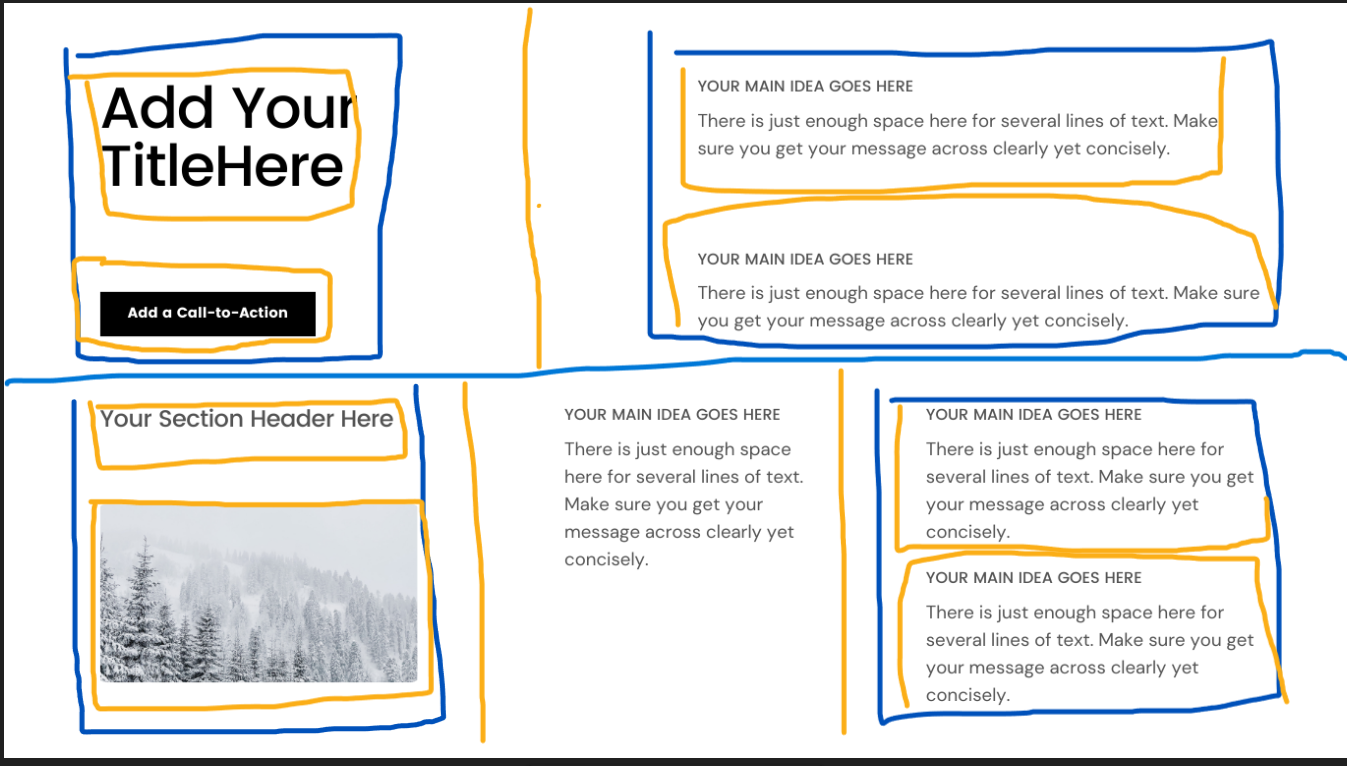 Add Your
TitleHere
Add a Call-to-Action
YOUR MAIN IDEA GOES HERE
There is just enough space here for several lines of text. Make
sure you get your message across clearly yet concisely.
YOUR MAIN IDEA GOES HERE
There is just enough space here for several lines of text. Make sure
you get your message across clearly yet concisely.
Your Section Header Here
YOUR MAIN IDEA GOES HERE
There is just enough space
here for several lines of text.
Make sure you get your
message across clearly yet
concisely.
YOUR MAIN IDEA GOES HERE
There is just enough space here for
several lines of text. Make sure you get
your message across clearly yet
concisely.
YOUR MAIN IDEA GOES HERE
There is just enough space here for
several lines of text. Make sure you get
your message across clearly yet
concisely.